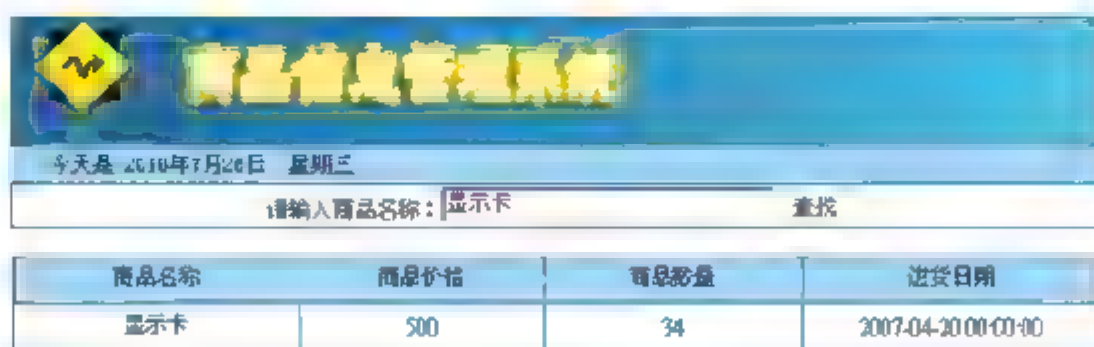 商品信息管理系统
今天是 2010年7月28日 星期三
请输入商品名称：显示卡 查找
商品名称 商品价格 商品数量 进货日期
显示卡 500 34 2007-04-20 00:00:00